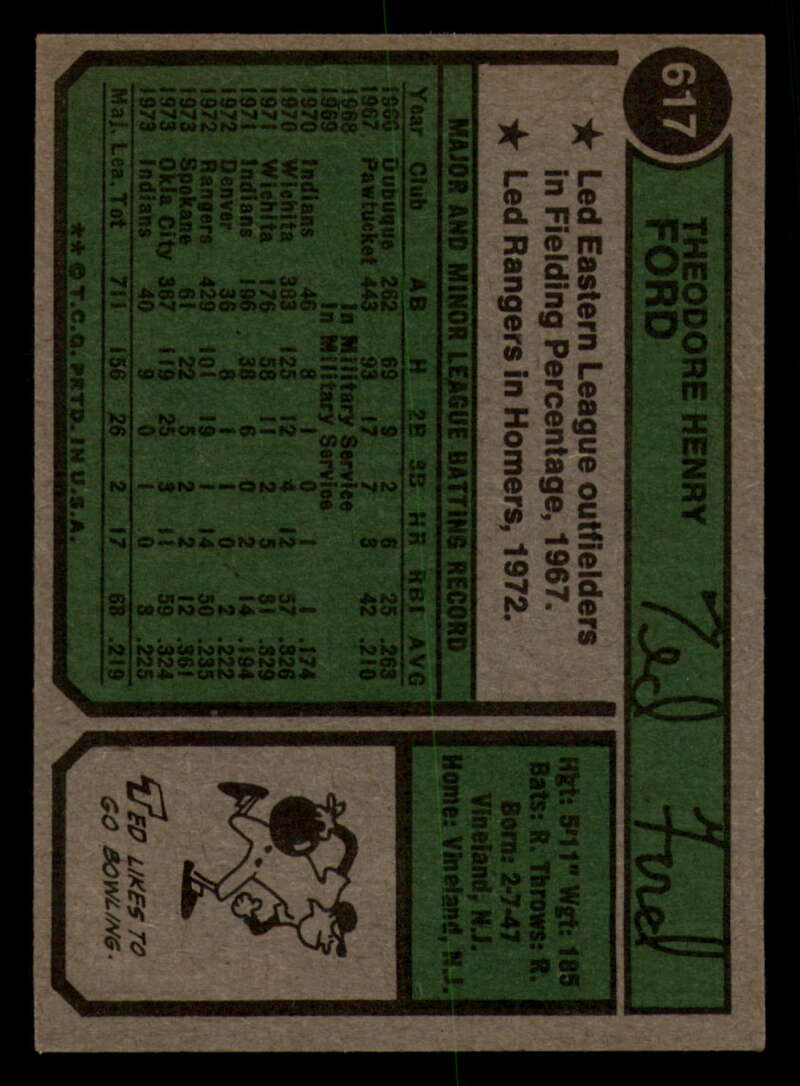 617
THEODORE HENRY
FORD
Ted Ford
★ Led Eastern League outfielders
in Fielding Percentage, 1967.
★ Led Rangers in Homers, 1972.
MAJOR AND MINOR LEAGUE BATTING RECORD
Year Club AB H 2B 3B HR RBI AVG
1966 Dubuque 262 69 9 2 6 25 .263
1967 Pawtucket 443 93 17 7 3 42 .210
1968 In Military Service
1969 In Military Service
1970 Indians 46 8 1 0 1 1 .174
1970 Wichita 383 125 12 4 12 57 .326
1971 Wichita 176 58 11 2 5 31 .329
1971 Indians 196 38 6 0 2 14 .194
1972 Denver 36 8 1 1 0 2 .222
1972 Rangers 429 101 19 1 14 50 .235
1973 Spokane 61 22 5 2 2 12 .361
1973 Okla City 367 119 25 3 11 59 .324
1973 Indians 40 9 0 1 0 3 .225
Maj. Lea. Tot 711 156 26 2 17 68 .219
**©T.C.G. PRTD. IN U.S.A.
Hgt: 5'11" Wgt: 185
Bats: R. Throws: R.
Born: 2-7-47
Vineland, N.J.
Home: Vineland, N.J.
TED LIKES TO
GO BOWLING.